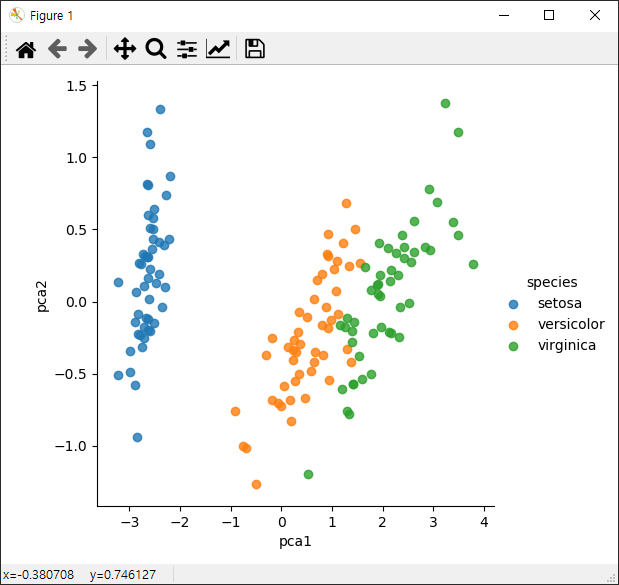 Figure 1
1.5
1.0
0.5
0.0
−0.5
−1.0
pca2
−3
−2
−1
0
1
2
3
4
pca1
species
setosa
versicolor
virginica
x=-0.380708 y=0.746127